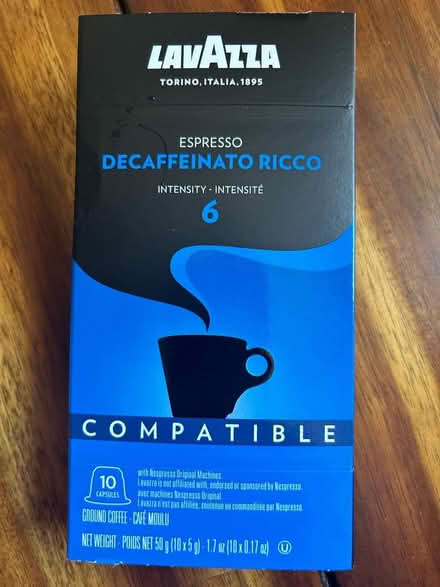 LAVAZZA
TORINO, ITALIA, 1895
ESPRESSO
DECAFFEINATO RICCO
INTENSITY - INTENSITÉ
6
COMPATIBLE
10
CAPSULES
with Nespresso Original Machines.
Lavazza is not affiliated with, endorsed or sponsored by Nespresso.
avec machines Nespresso Original.
Lavazza n'est pas affiliée, soutenue ou commanditée par Nespresso.
GROUND COFFEE - CAFÉ MOULU
NET WEIGHT - POIDS NET 50 g (10 x 5 g) - 1.7 oz (10 x 0.17 oz)
U